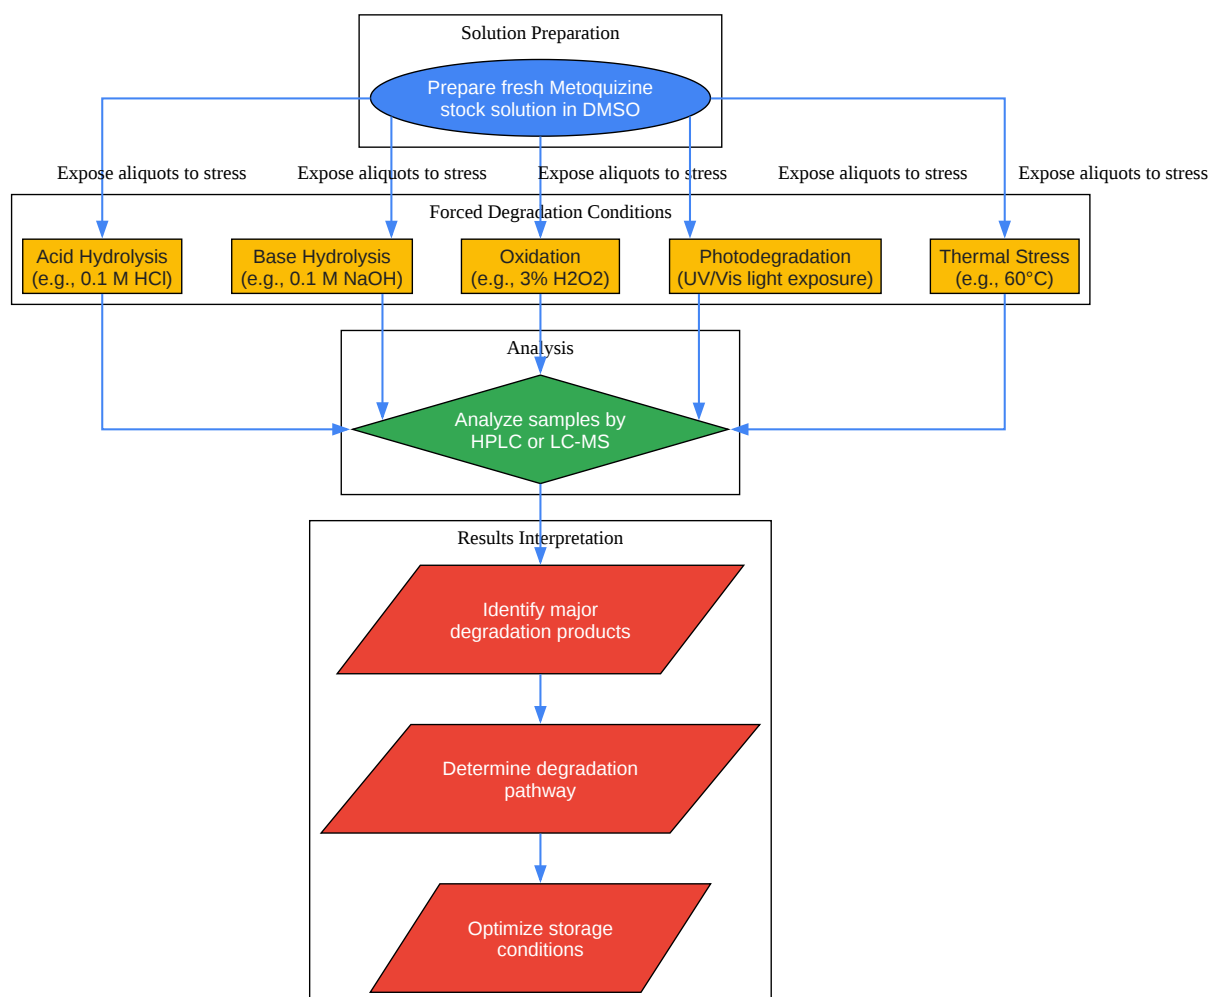 Solution Preparation
Prepare fresh Metoquizine
stock solution in DMSO
Expose aliquots to stress
Expose aliquots to stress
Expose aliquots to stress
Expose aliquots to stress
Expose aliquots to stress
Forced Degradation Conditions
Acid Hydrolysis
(e.g., 0.1 M HCl)
Base Hydrolysis
(e.g., 0.1 M NaOH)
Oxidation
(e.g., 3% H2O2)
Photodegradation
(UV/Vis light exposure)
Thermal Stress
(e.g., 60°C)
Analysis
Analyze samples by
HPLC or LC-MS
Results Interpretation
Identify major
degradation products
Determine degradation
pathway
Optimize storage
conditions